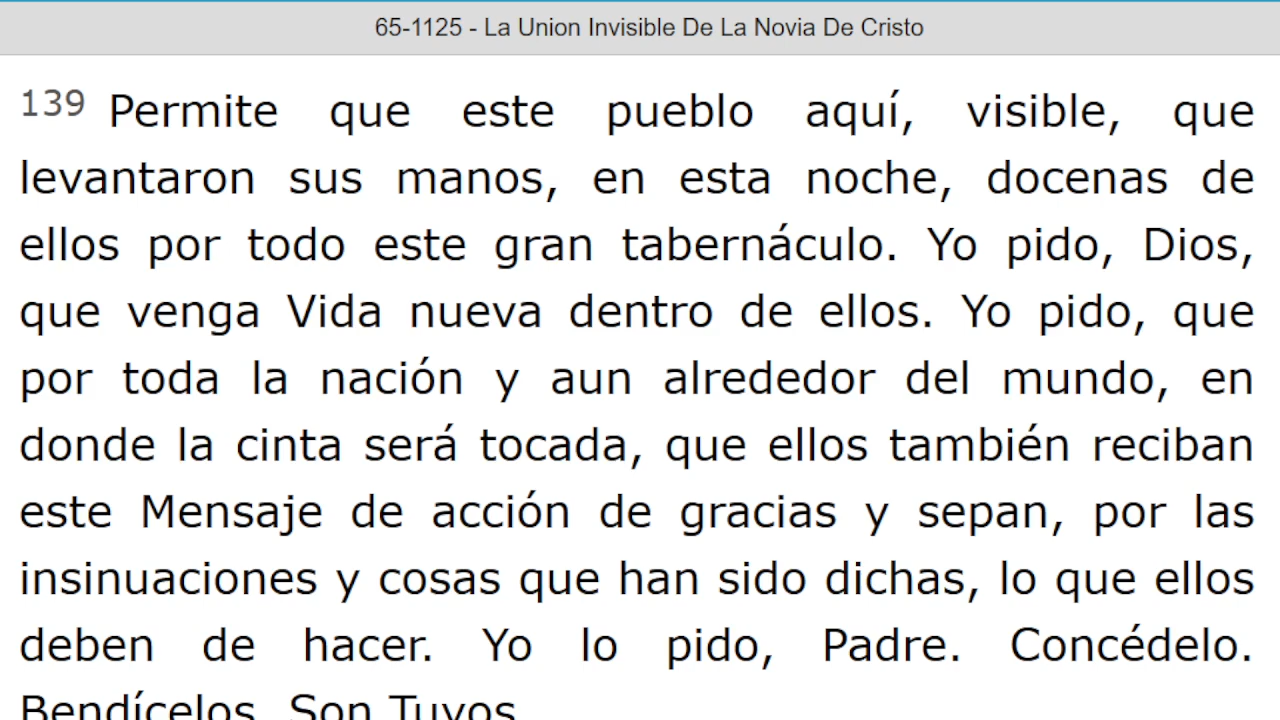 65-1125 - La Union Invisible De La Novia De Cristo
139 Permite que este pueblo aquí, visible, que
levantaron sus manos, en esta noche, docenas de
ellos por todo este gran tabernáculo. Yo pido, Dios,
que venga Vida nueva dentro de ellos. Yo pido, que
por toda la nación y aun alrededor del mundo, en
donde la cinta será tocada, que ellos también reciban
este Mensaje de acción de gracias y sepan, por las
insinuaciones y cosas que han sido dichas, lo que ellos
deben de hacer. Yo lo pido, Padre. Concédelo.
Bendícelos. Son Tuyos.